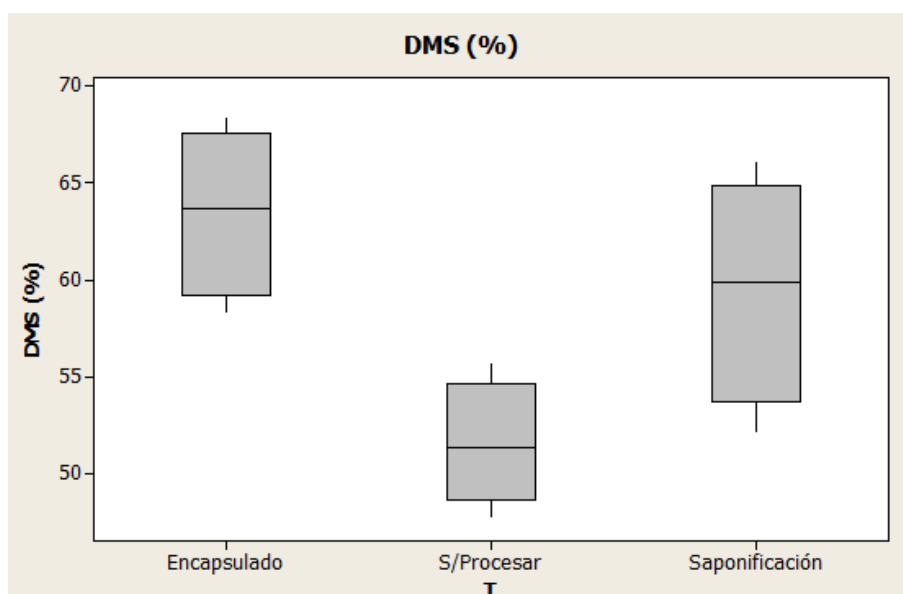 DMS (%)
70
65
60
55
50
DMS (%)
Encapsulado
S/Procesar
Saponificación
T